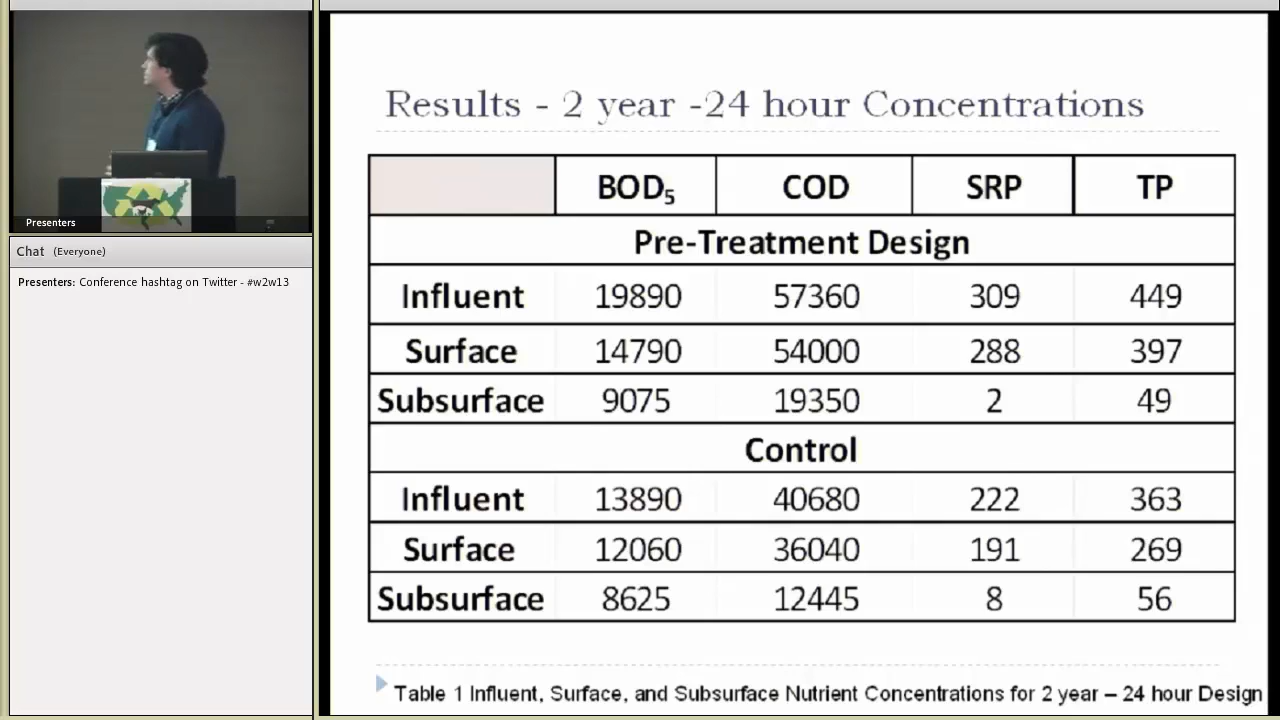 Presenters
Chat (Everyone)
Presenters: Conference hashtag on Twitter - #w2w13
Results - 2 year -24 hour Concentrations
BOD₅ COD SRP TP
Pre-Treatment Design
Influent 19890 57360 309 449
Surface 14790 54000 288 397
Subsurface 9075 19350 2 49
Control
Influent 13890 40680 222 363
Surface 12060 36040 191 269
Subsurface 8625 12445 8 56
Table 1 Influent, Surface, and Subsurface Nutrient Concentrations for 2 year – 24 hour Design